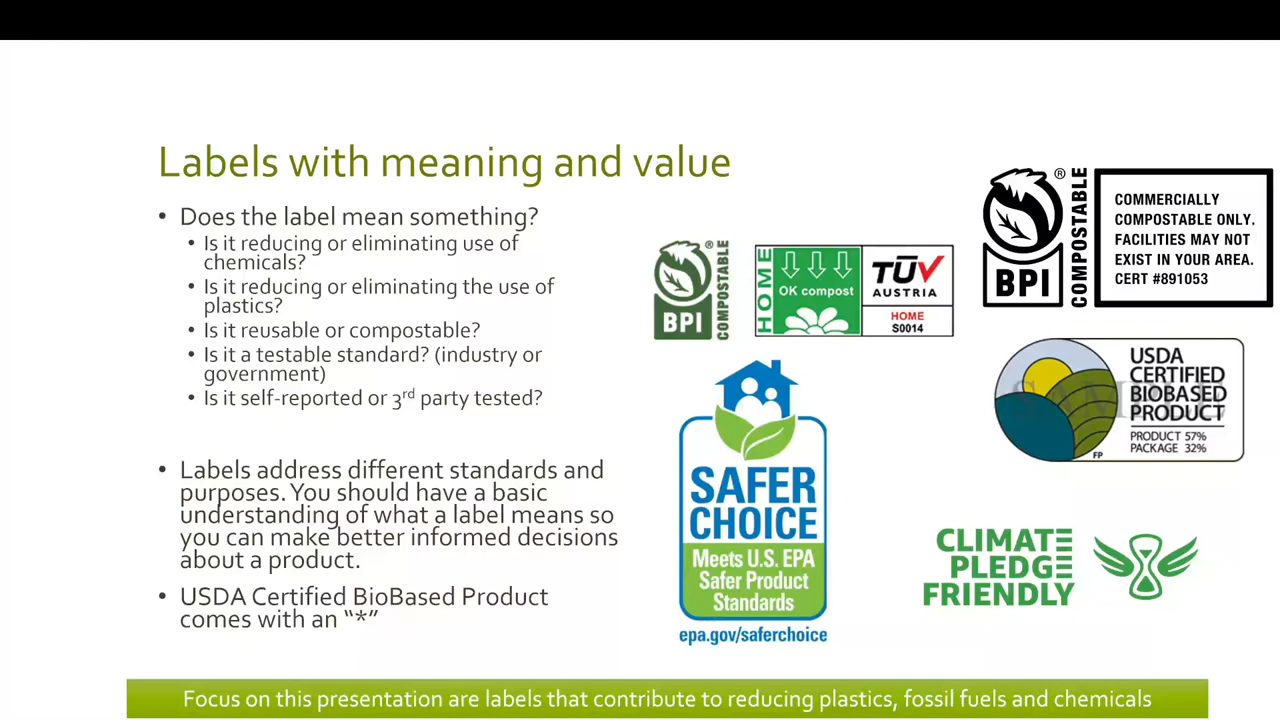 Labels with meaning and value
• Does the label mean something?
• Is it reducing or eliminating use of
chemicals?
• Is it reducing or eliminating the use of
plastics?
• Is it reusable or compostable?
• Is it a testable standard? (industry or
government)
• Is it self-reported or 3rd party tested?
• Labels address different standards and
purposes. You should have a basic
understanding of what a label means so
you can make better informed decisions
about a product.
• USDA Certified BioBased Product
comes with an “*”
BPI
COMPOSTABLE
®
HOME
OK compost
TÜV
AUSTRIA
HOME
S0014
BPI
COMPOSTABLE
®
COMMERCIALLY
COMPOSTABLE ONLY.
FACILITIES MAY NOT
EXIST IN YOUR AREA.
CERT #891053
SAFER
CHOICE
Meets U.S. EPA
Safer Product
Standards
epa.gov/saferchoice
USDA
CERTIFIED
BIOBASED
PRODUCT
PRODUCT 57%
PACKAGE 32%
FP
SAMPLE
CLIMATE
PLEDGE
FRIENDLY
Focus on this presentation are labels that contribute to reducing plastics, fossil fuels and chemicals